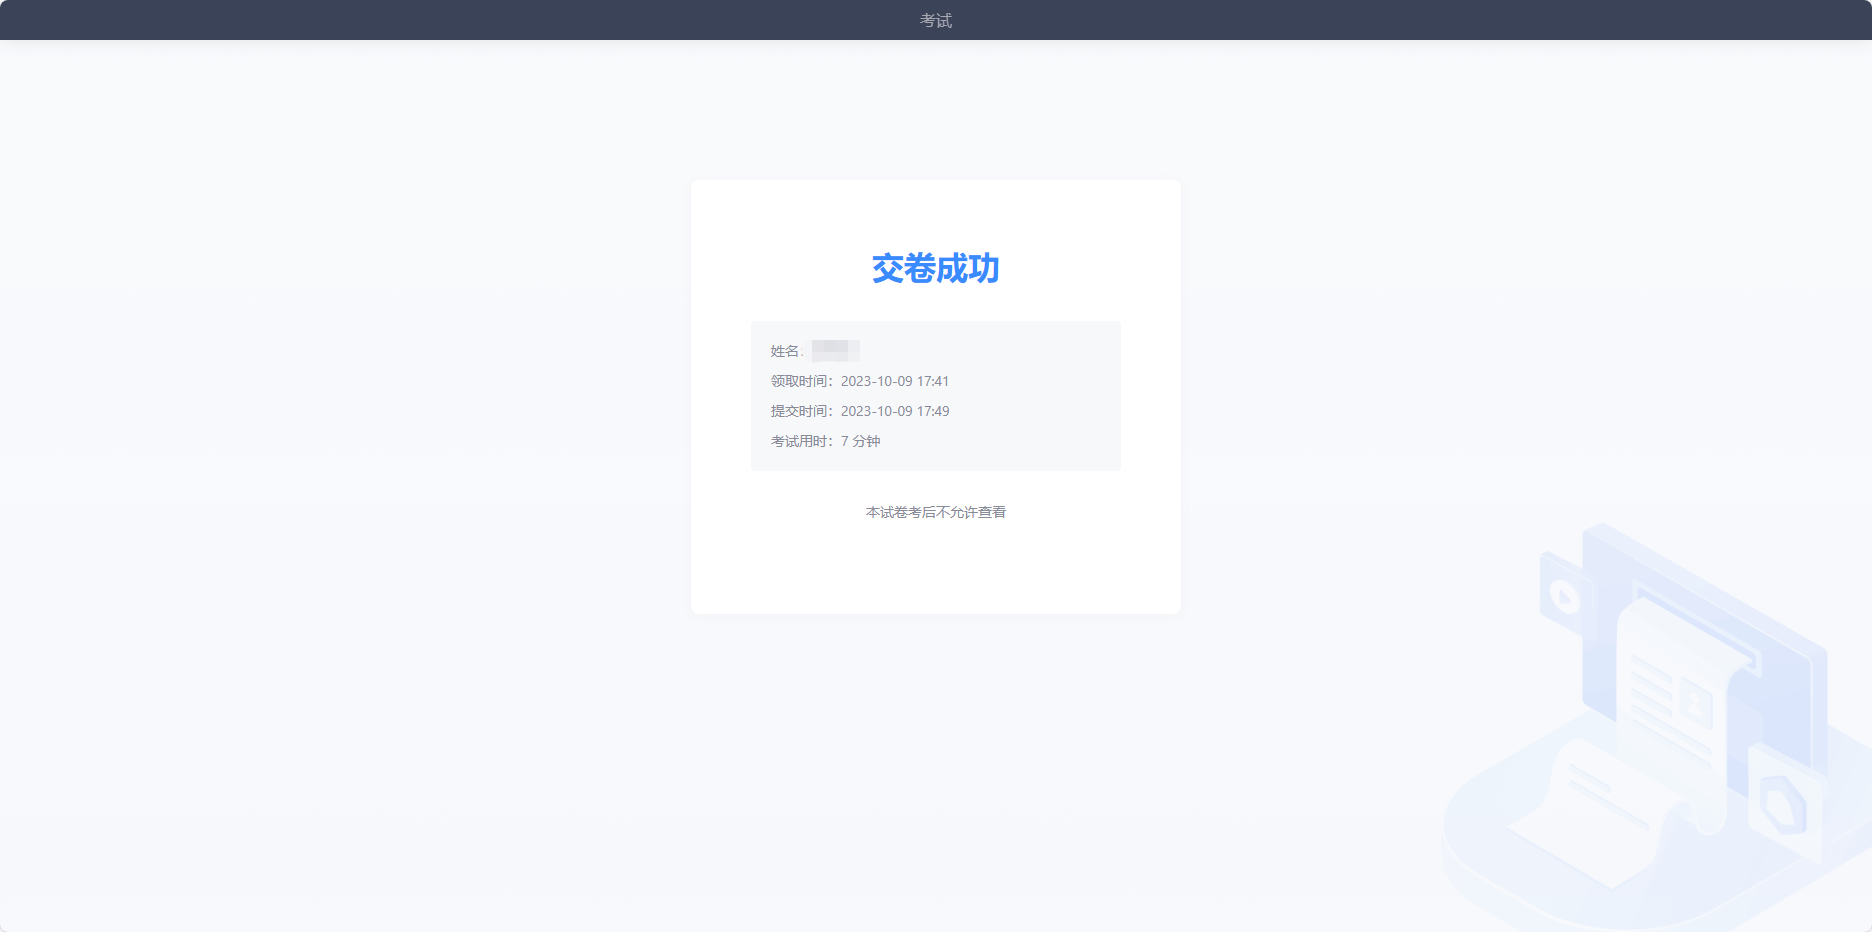 考试
交卷成功
姓名:
领取时间：2023-10-09 17:41
提交时间：2023-10-09 17:49
考试用时：7 分钟
本试卷考后不允许查看